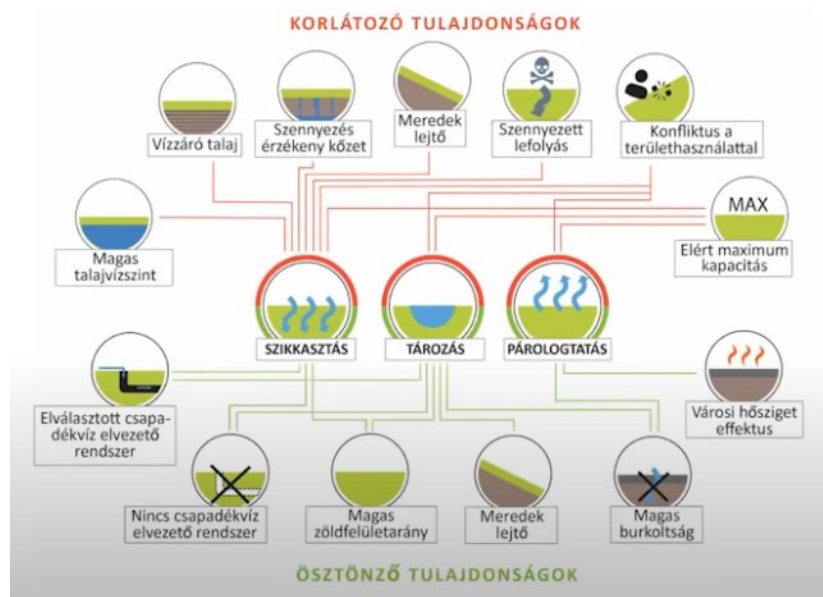 KORLÁTOZÓ TULAJDONSÁGOK
Vízzáró talaj
Szennyezés
érzékeny kőzet
Meredek
lejtő
Szennyezett
lefolyás
Konfliktus a
területhasználattal
Magas
talajvízszint
MAX
Elért maximum
kapacitás
SZIKKASZTÁS
TÁROZÁS
PÁROLOGTATÁS
Elválasztott csapa-
dékvíz elvezető
rendszer
Városi hősziget
effektus
Nincs csapadékvíz
elvezető rendszer
Magas
zöldfelületarány
Meredek
lejtő
Magas
burkoltság
ÖSZTÖNZŐ TULAJDONSÁGOK